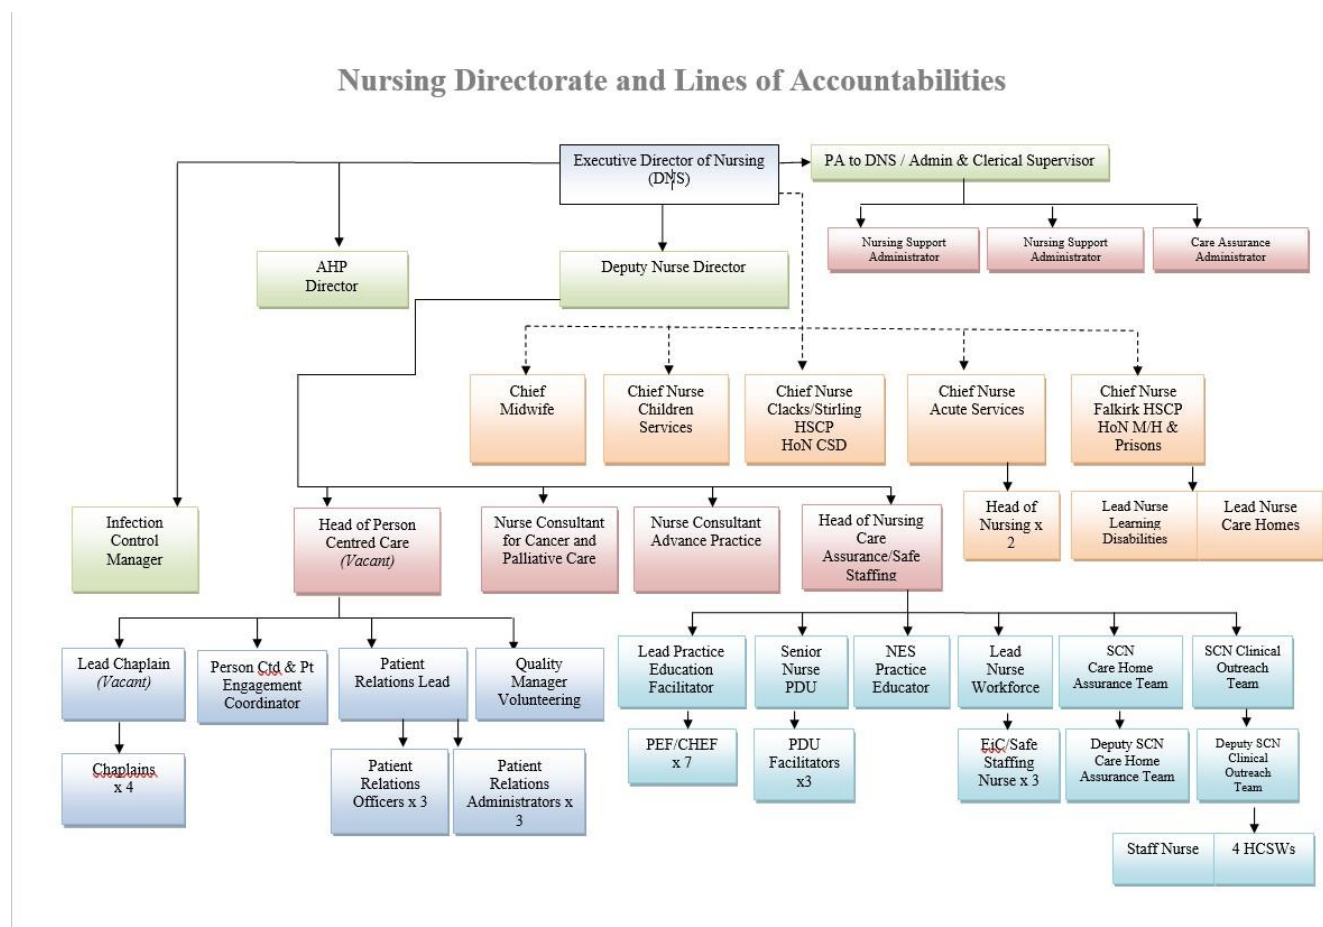 Nursing Directorate and Lines of Accountabilities
Executive Director of Nursing
(DNS)
PA to DNS / Admin & Clerical Supervisor
Nursing Support
Administrator
Nursing Support
Administrator
Care Assurance
Administrator
AHP
Director
Deputy Nurse Director
Chief
Midwife
Chief Nurse
Children
Services
Chief Nurse
Clacks/Stirling
HSCP
HoN CSD
Chief Nurse
Acute Services
Chief Nurse
Falkirk HSCP
HoN M/H &
Prisons
Infection
Control
Manager
Head of Person
Centred Care
(Vacant)
Nurse Consultant
for Cancer and
Palliative Care
Nurse Consultant
Advance Practice
Head of Nursing
Care
Assurance/Safe
Staffing
Head of
Nursing x
2
Lead Nurse
Learning
Disabilities
Lead Nurse
Care Homes
Lead Chaplain
(Vacant)
Person Ctd & Pt
Engagement
Coordinator
Patient
Relations Lead
Quality
Manager
Volunteering
Lead Practice
Education
Facilitator
Senior
Nurse
PDU
NES
Practice
Educator
Lead
Nurse
Workforce
SCN
Care Home
Assurance Team
SCN Clinical
Outreach
Team
Chaplains
x 4
Patient
Relations
Officers x 3
Patient
Relations
Administrators x
3
PEF/CHEF
x 7
PDU
Facilitators
x3
EiC/Safe
Staffing
Nurse x 3
Deputy SCN
Care Home
Assurance Team
Deputy SCN
Clinical
Outreach
Team
Staff Nurse
4 HCSWs